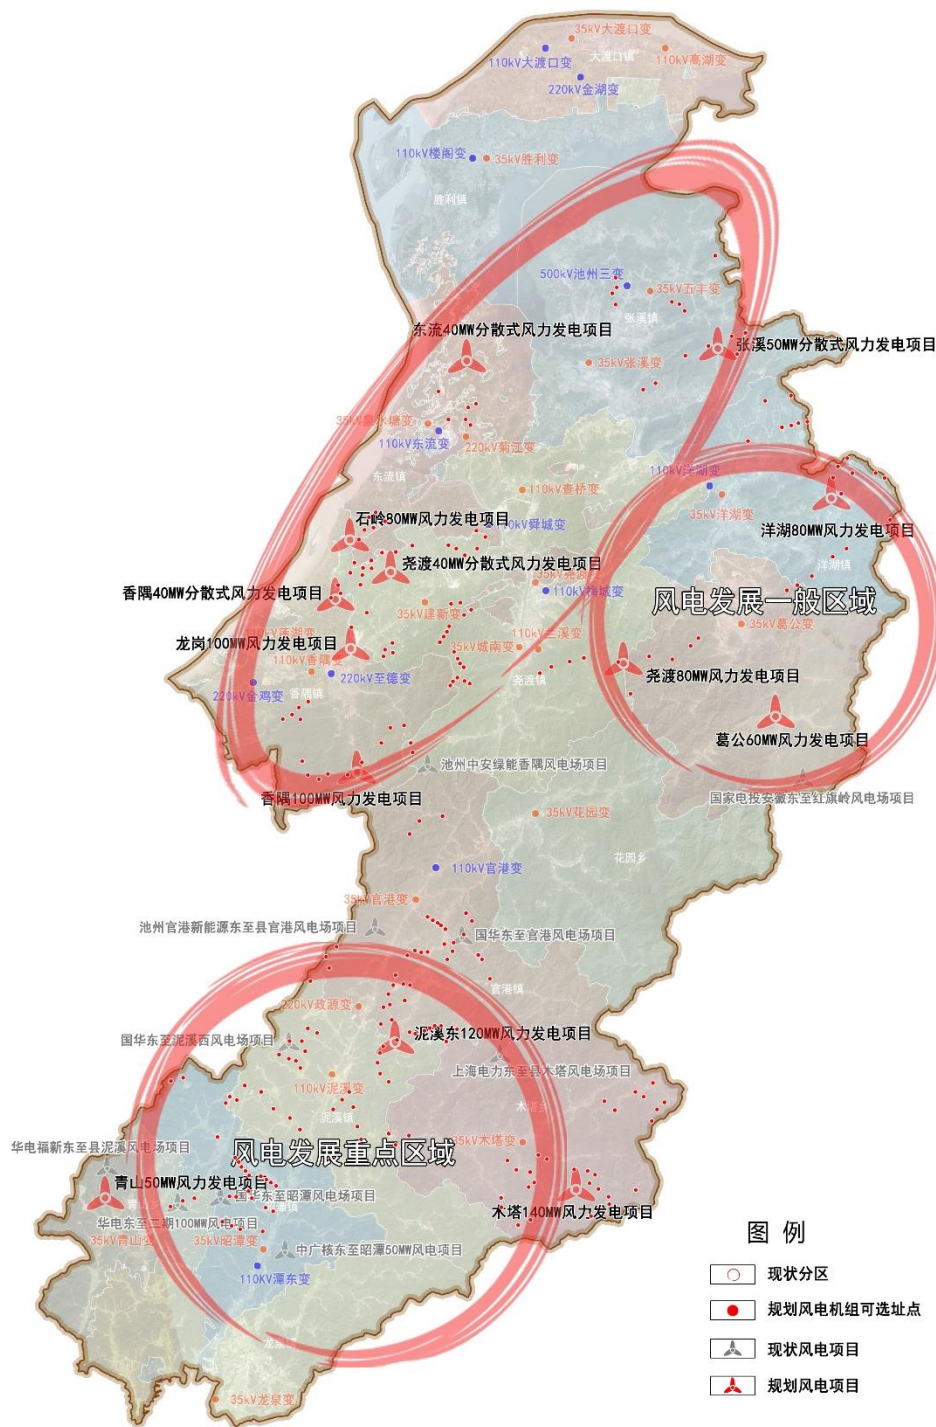 35kV大渡口变
110kV大渡口变
大渡口镇
110kV高湖变
220kV金湖变
110kV楼阁变
35kV胜利变
胜利镇
500kV池州三变
35kV五丰变
张溪镇
东流40MW分散式风力发电项目
张溪50MW分散式风力发电项目
35kV张溪变
110kV东流变
220kV菊江变
东流镇
110kV洋湖变
110kV查桥变
35kV洋湖变
石岭80MW风力发电项目
洋湖80MW风力发电项目
洋湖镇
尧渡40MW分散式风力发电项目
香隅40MW分散式风力发电项目
风电发展一般区域
35kV建新变
35kV葛公变
龙岗100MW风力发电项目
35kV城南变
110kV香隅变
220kV至德变
尧渡80MW风力发电项目
尧渡镇
220kV金鸡变
香隅镇
葛公60MW风力发电项目
池州中安绿能香隅风电场项目
香隅100MW风力发电项目
国家电投安徽东至红旗岭风电场项目
35kV花园变
花园乡
110kV官港变
35kV官港变
池州官港新能源东至县官港风电场项目
国华东至官港风电场项目
官港镇
220kV政源变
泥溪东120MW风力发电项目
国华东至泥溪西风电场项目
上海电力东至县木塔风电场项目
110kV泥溪变
泥溪镇
木塔乡
35kV木塔变
华电福新东至县泥溪风电场项目
风电发展重点区域
青山50MW风力发电项目
国华东至昭潭风电场项目
木塔140MW风力发电项目
华电东至二期100MW风电项目
35kV青山变
35kV昭潭变
中广核东至昭潭50MW风电项目
110KV潭东变
35kV龙泉变
图 例
现状分区
规划风电机组可选址点
现状风电项目
规划风电项目